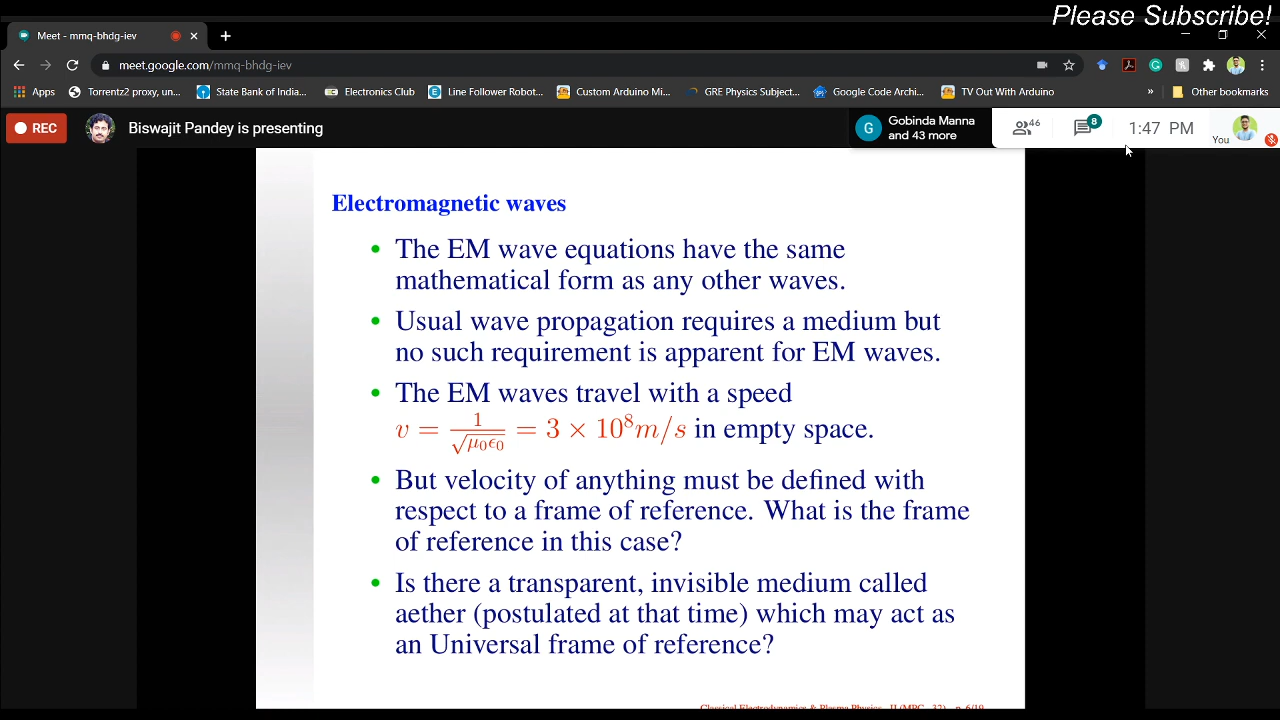 Please Subscribe!
Meet - mmq-bhdg-iev
meet.google.com/mmq-bhdg-iev
Apps Torrentz2 proxy, un... State Bank of India... Electronics Club Line Follower Robot... Custom Arduino Mi... GRE Physics Subject... Google Code Archi... TV Out With Arduino » Other bookmarks
REC Biswajit Pandey is presenting
Gobinda Manna
and 43 more
46 8 1:47 PM
You
G
Electromagnetic waves
• The EM wave equations have the same
mathematical form as any other waves.
• Usual wave propagation requires a medium but
no such requirement is apparent for EM waves.
• The EM waves travel with a speed
v = 1/√μ₀ϵ₀ = 3 × 10⁸m/s in empty space.
• But velocity of anything must be defined with
respect to a frame of reference. What is the frame
of reference in this case?
• Is there a transparent, invisible medium called
aether (postulated at that time) which may act as
an Universal frame of reference?
Classical Electrodynamics & Plasma Physics